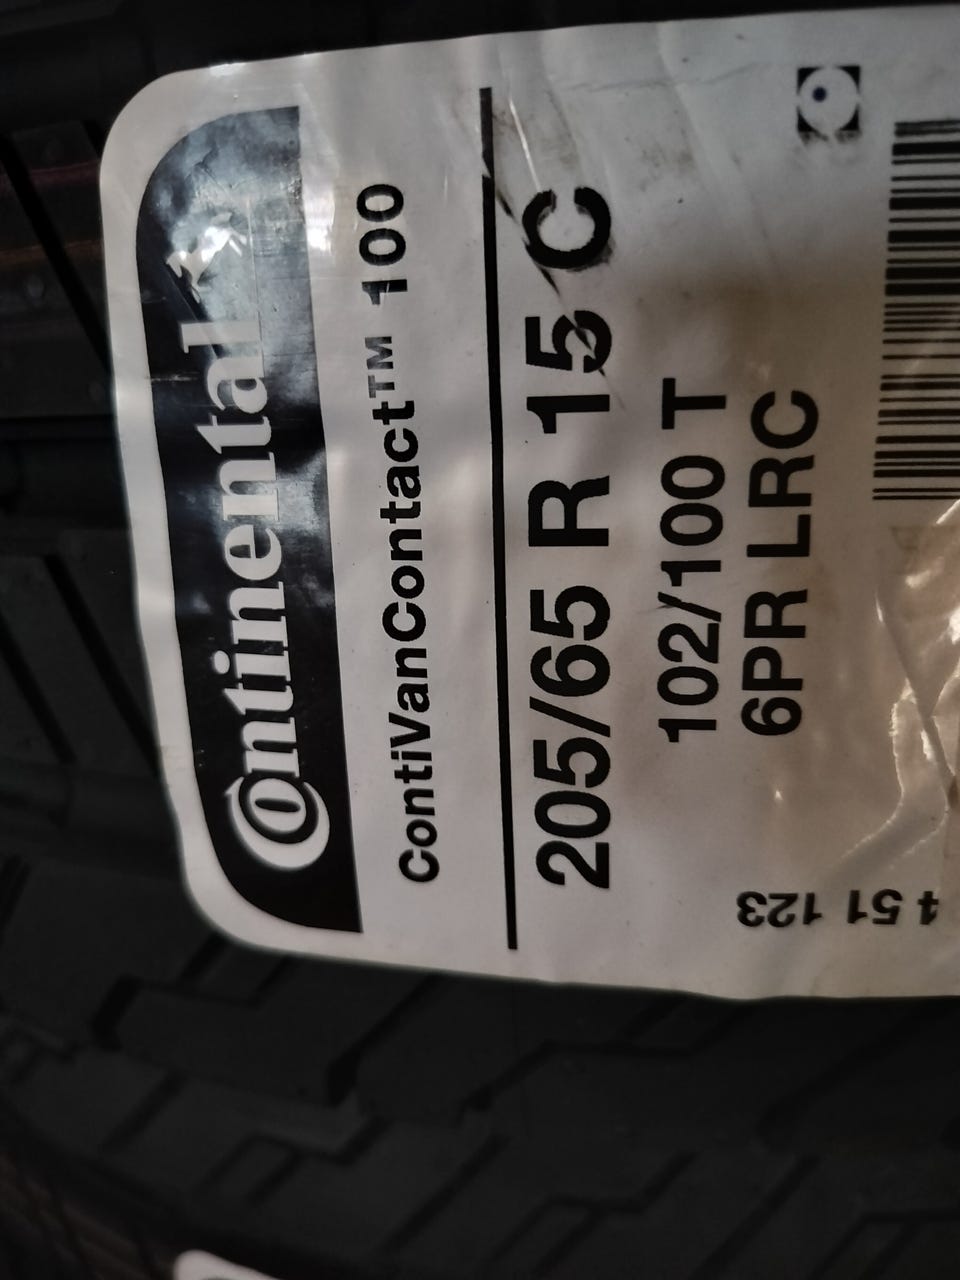 Continental
ContiVanContact™ 100
205/65 R 15 C
102/100 T
6PR LRC
4 51 123